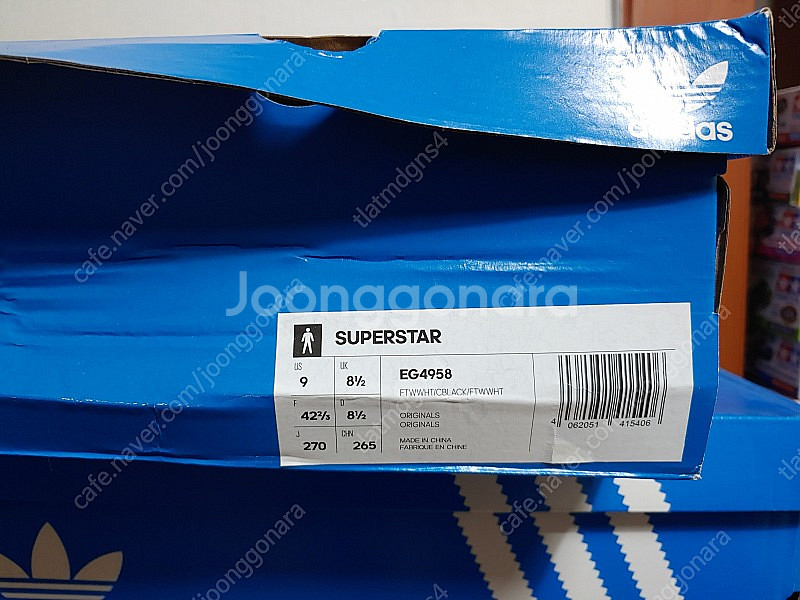 adidas
Joonggonara
SUPERSTAR
US UK
9 8½
EG4958
FTWWHT/CBLACK/FTWWHT
F D
42⅔ 8½
ORIGINALS
ORIGINALS
J CHN
270 265
MADE IN CHINA
FABRIQUE EN CHINE
4 062051 415406
cafe.naver.com/joonggonara
tlatmdgns4